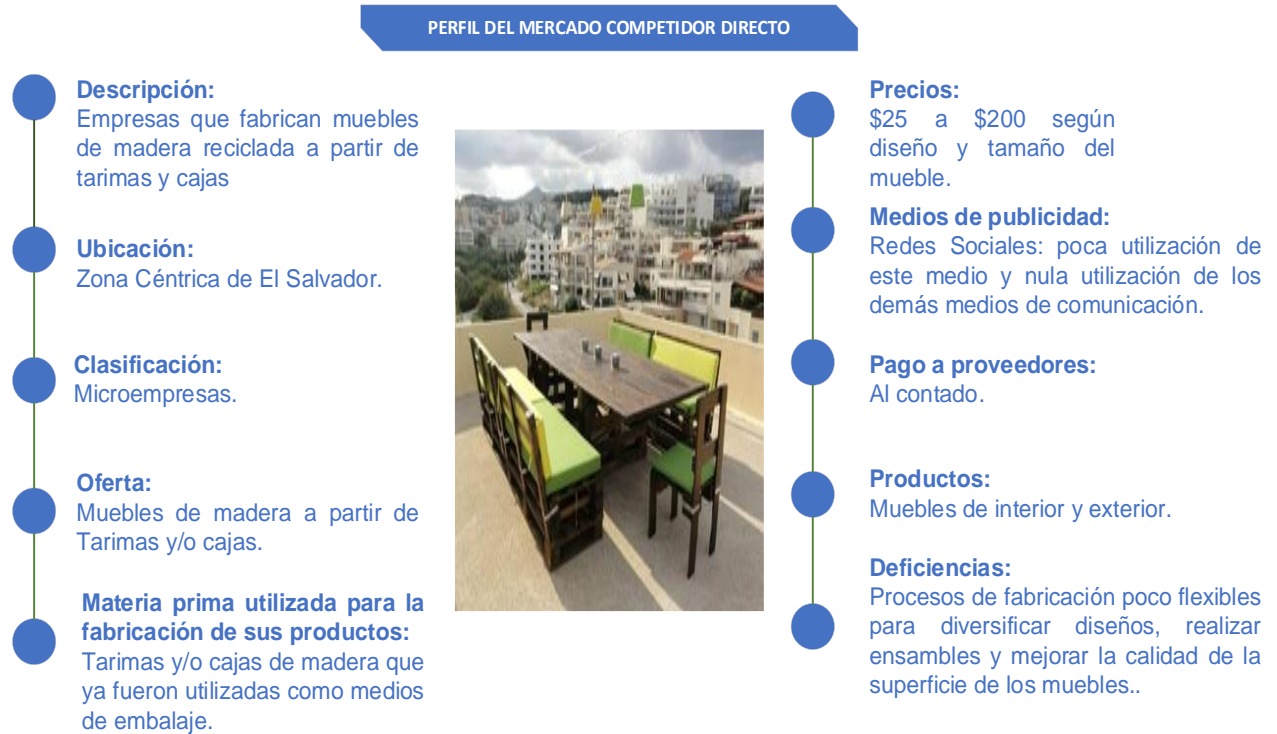 PERFIL DEL MERCADO COMPETIDOR DIRECTO
Descripción:
Empresas que fabrican muebles
de madera reciclada a partir de
tarimas y cajas
Ubicación:
Zona Céntrica de El Salvador.
Clasificación:
Microempresas.
Oferta:
Muebles de madera a partir de
Tarimas y/o cajas.
Materia prima utilizada para la
fabricación de sus productos:
Tarimas y/o cajas de madera que
ya fueron utilizadas como medios
de embalaje.
Precios:
$25 a $200 según
diseño y tamaño del
mueble.
Medios de publicidad:
Redes Sociales: poca utilización de
este medio y nula utilización de los
demás medios de comunicación.
Pago a proveedores:
Al contado.
Productos:
Muebles de interior y exterior.
Deficiencias:
Procesos de fabricación poco flexibles
para diversificar diseños, realizar
ensambles y mejorar la calidad de la
superficie de los muebles..